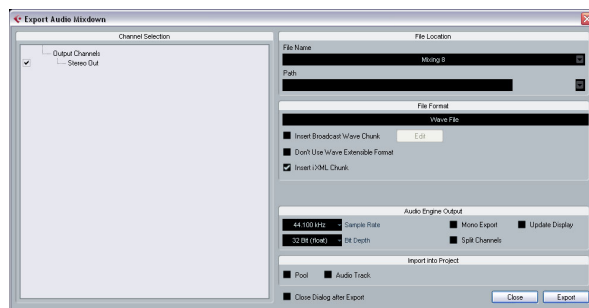 Export Audio Mixdown
Channel Selection
Output Channels
Stereo Out
File Location
File Name
Mixing 8
Path
File Format
Wave File
Insert Broadcast Wave Chunk
Edit
Don't Use Wave Extensible Format
Insert iXML Chunk
Audio Engine Output
44.100 kHz
Sample Rate
Mono Export
Update Display
32 Bit (float)
Bit Depth
Split Channels
Import into Project
Pool
Audio Track
Close Dialog after Export
Close
Export